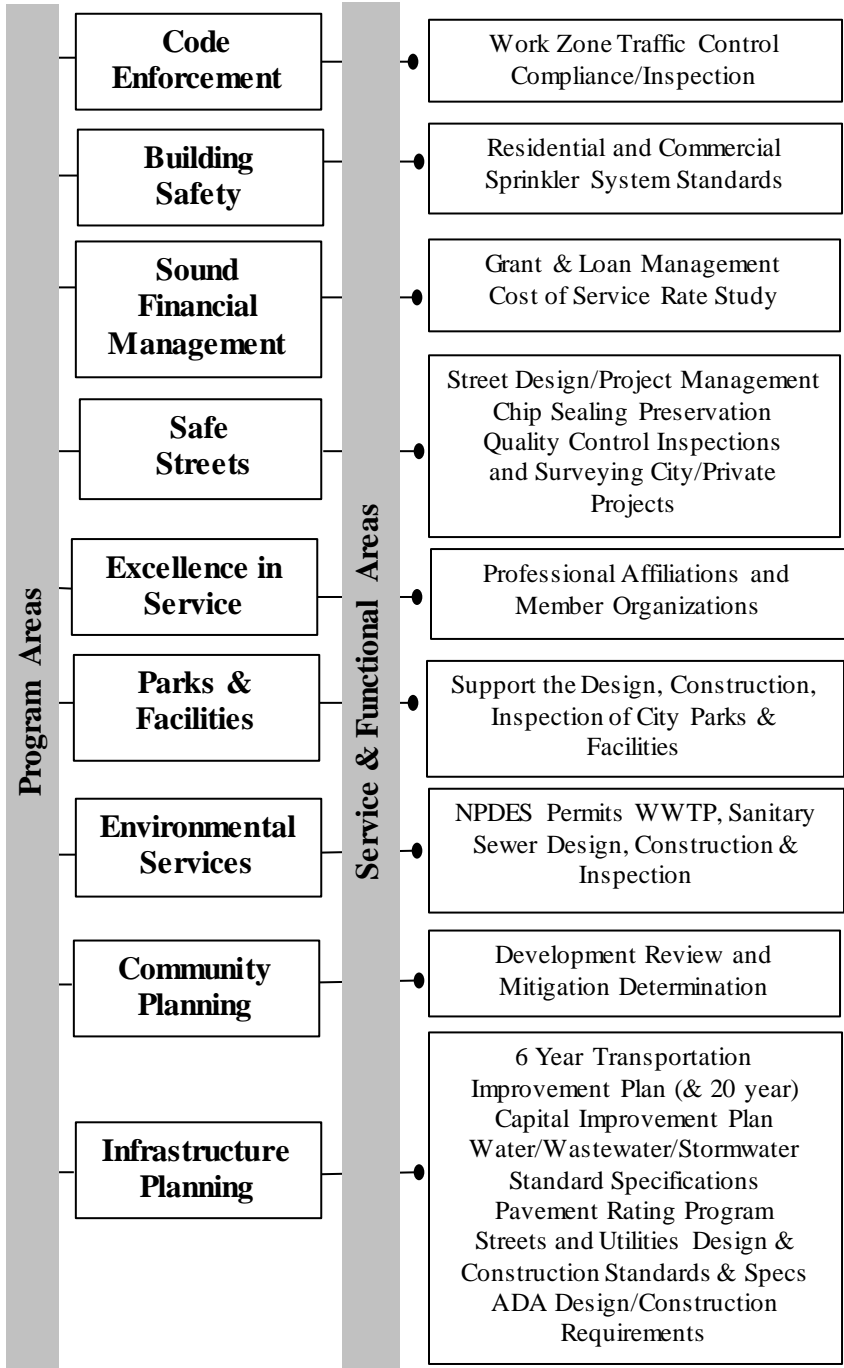 Program Areas
Service & Functional Areas
Code
Enforcement
Work Zone Traffic Control
Compliance/Inspection
Building
Safety
Residential and Commercial
Sprinkler System Standards
Sound
Financial
Management
Grant & Loan Management
Cost of Service Rate Study
Safe
Streets
Street Design/Project Management
Chip Sealing Preservation
Quality Control Inspections
and Surveying City/Private
Projects
Excellence in
Service
Professional Affiliations and
Member Organizations
Parks &
Facilities
Support the Design, Construction,
Inspection of City Parks &
Facilities
Environmental
Services
NPDES Permits WWTP, Sanitary
Sewer Design, Construction &
Inspection
Community
Planning
Development Review and
Mitigation Determination
Infrastructure
Planning
6 Year Transportation
Improvement Plan (& 20 year)
Capital Improvement Plan
Water/Wastewater/Stormwater
Standard Specifications
Pavement Rating Program
Streets and Utilities Design &
Construction Standards & Specs
ADA Design/Construction
Requirements